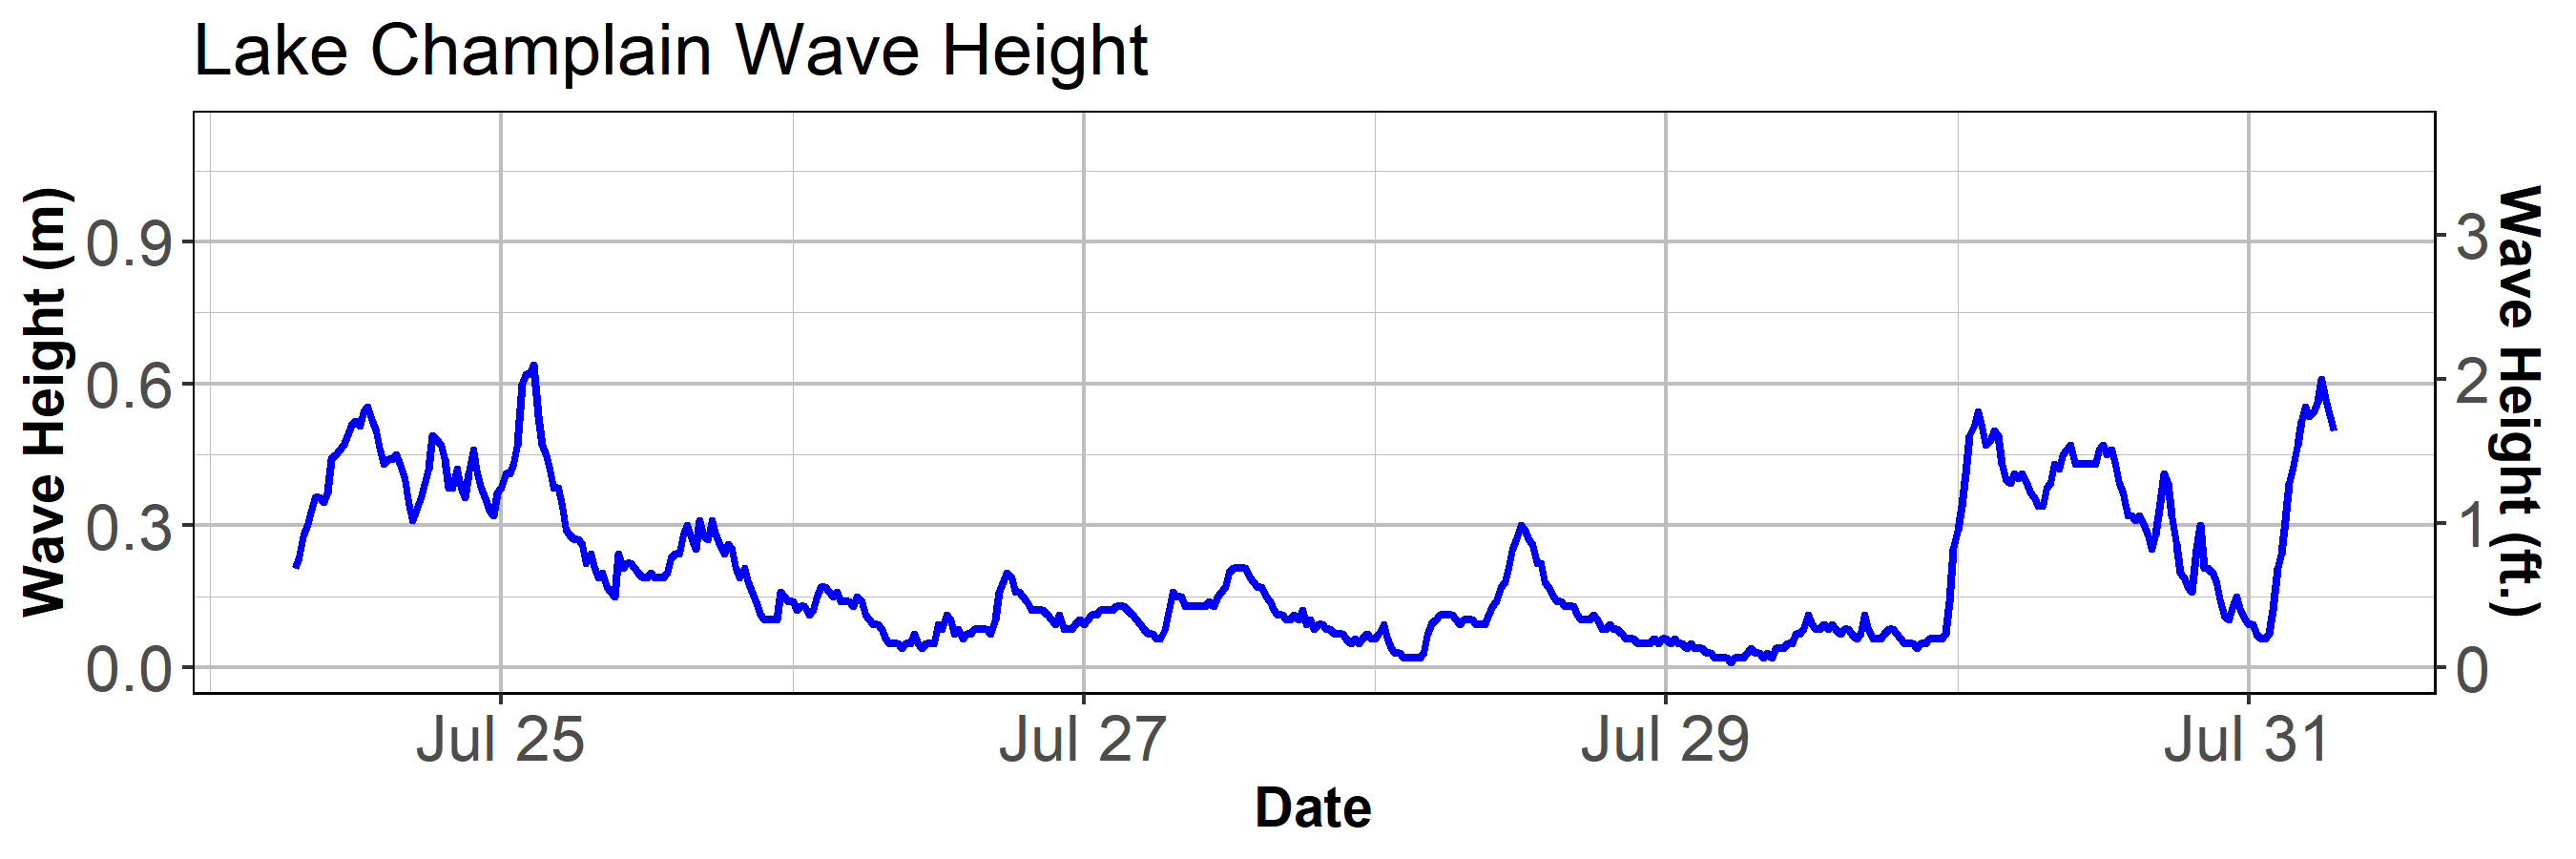 Lake Champlain Wave Height
Wave Height (m)
0.9
0.6
0.3
0.0
3
2
1
0
Wave Height (ft.)
Jul 25
Jul 27
Jul 29
Jul 31
Date